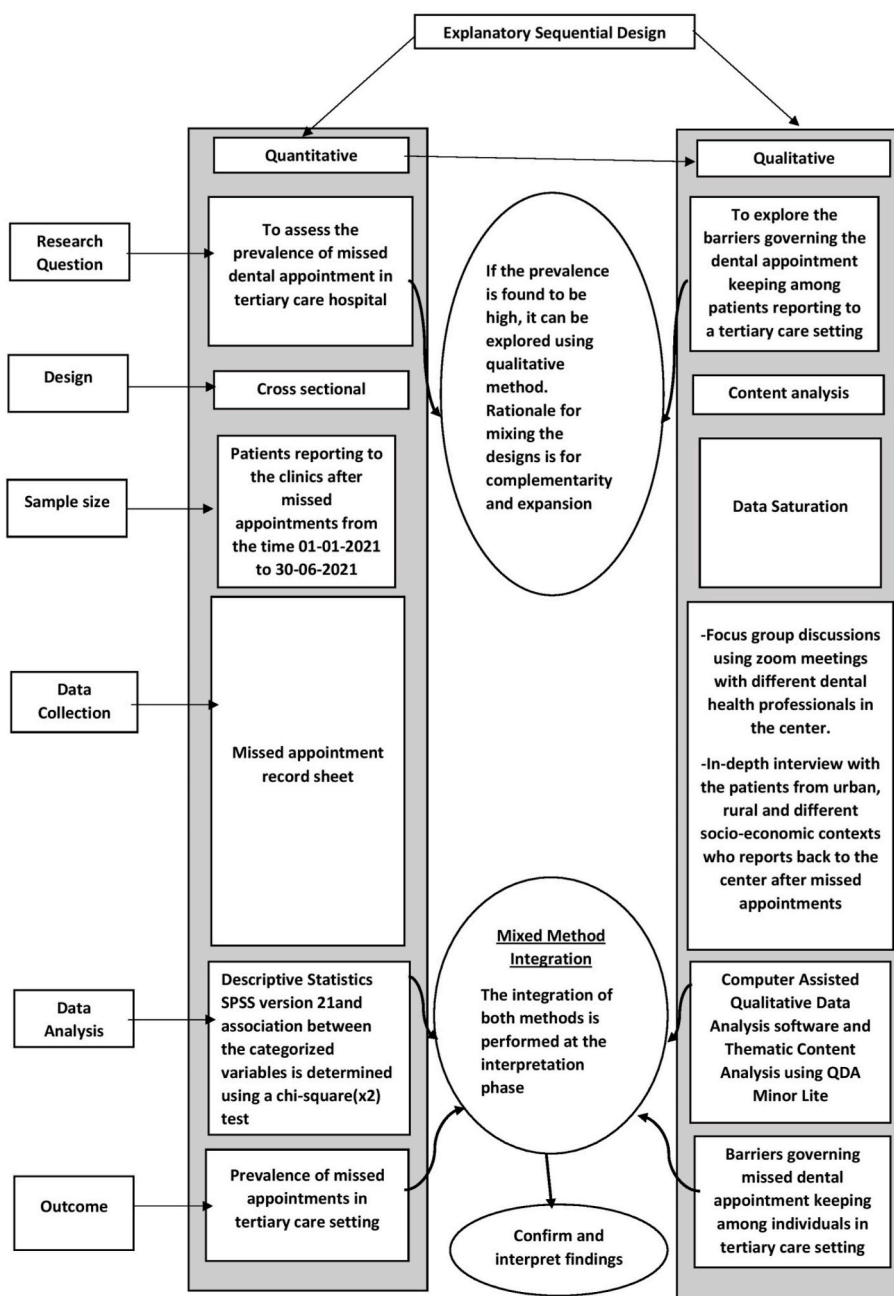 Explanatory Sequential Design
Quantitative
Qualitative
Research
Question
To assess the
prevalence of missed
dental appointment in
tertiary care hospital
If the prevalence
is found to be
high, it can be
explored using
qualitative
method.
Rationale for
mixing the
designs is for
complementarity
and expansion
To explore the
barriers governing the
dental appointment
keeping among
patients reporting to
a tertiary care setting
Design
Cross sectional
Content analysis
Sample size
Patients reporting to
the clinics after
missed
appointments from
the time 01-01-2021
to 30-06-2021
Data Saturation
Data
Collection
Missed appointment
record sheet
-Focus group discussions
using zoom meetings
with different dental
health professionals in
the center.
-In-depth interview with
the patients from urban,
rural and different
socio-economic contexts
who reports back to the
center after missed
appointments
Mixed Method
Integration
The integration of
both methods is
performed at the
interpretation
phase
Data
Analysis
Descriptive Statistics
SPSS version 21and
association between
the categorized
variables is determined
using a chi-square(x2)
test
Computer Assisted
Qualitative Data
Analysis software and
Thematic Content
Analysis using QDA
Minor Lite
Outcome
Prevalence of missed
appointments in
tertiary care setting
Confirm and
interpret findings
Barriers governing
missed dental
appointment keeping
among individuals in
tertiary care setting